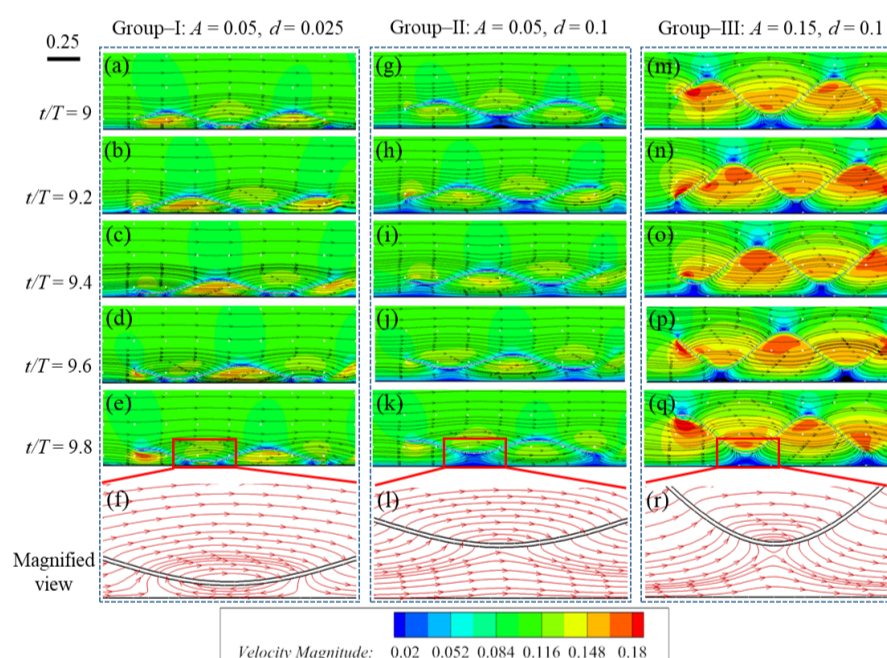 Group–I: A = 0.05, d = 0.025
Group–II: A = 0.05, d = 0.1
Group–III: A = 0.15, d = 0.1
0.25
(a)
(g)
(m)
t/T = 9
(b)
(h)
(n)
t/T = 9.2
(c)
(i)
(o)
t/T = 9.4
(d)
(j)
(p)
t/T = 9.6
(e)
(k)
(q)
t/T = 9.8
(f)
(l)
(r)
Magnified
view
Velocity Magnitude: 0.02 0.052 0.084 0.116 0.148 0.18